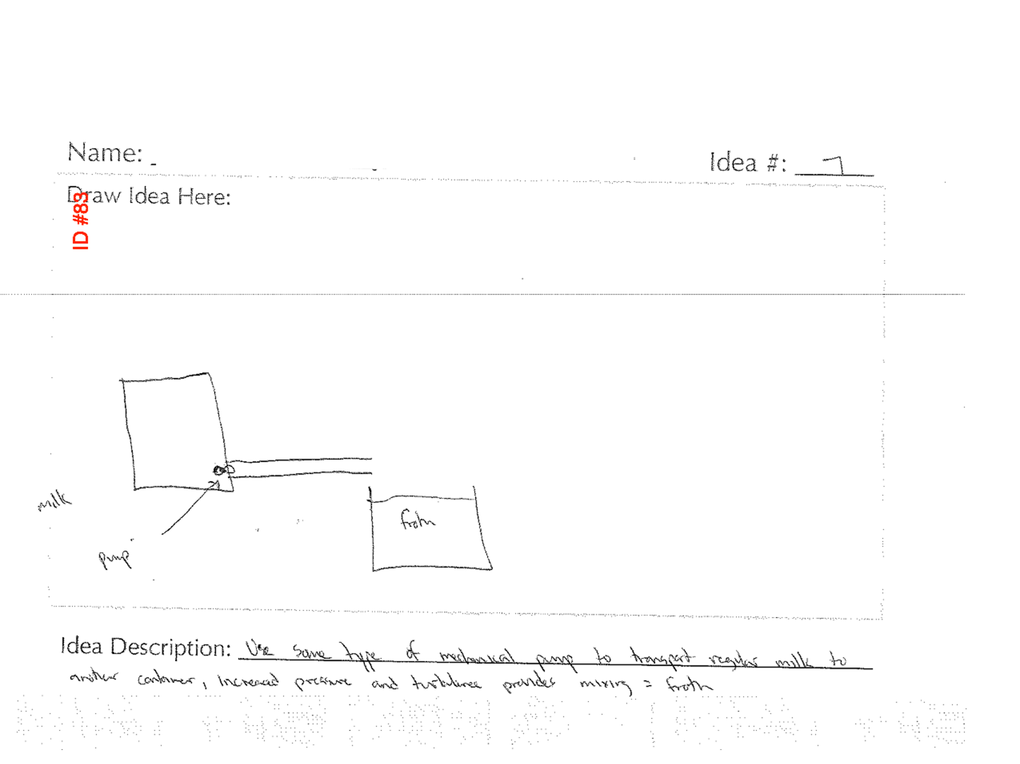 Name:
Idea #: 7
Draw Idea Here:
ID #83
froth
milk
pump
Idea Description: Use some type of mechanical pump to transport regular milk to
another container, increased pressure and turbulence provides mixing = froth